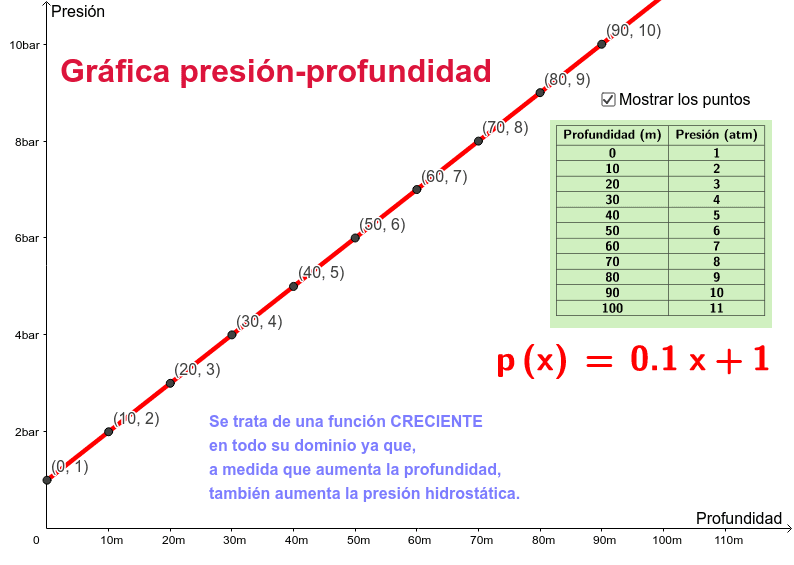 Presión
Gráfica presión-profundidad
Mostrar los puntos
Profundidad (m) Presión (atm)
0 1
10 2
20 3
30 4
40 5
50 6
60 7
70 8
80 9
90 10
100 11
p (x) = 0.1 x + 1
Se trata de una función CRECIENTE
en todo su dominio ya que,
a medida que aumenta la profundidad,
también aumenta la presión hidrostática.
10bar
8bar
6bar
4bar
2bar
(90, 10)
(80, 9)
(70, 8)
(60, 7)
(50, 6)
(40, 5)
(30, 4)
(20, 3)
(10, 2)
(0, 1)
Profundidad
0 10m 20m 30m 40m 50m 60m 70m 80m 90m 100m 110m